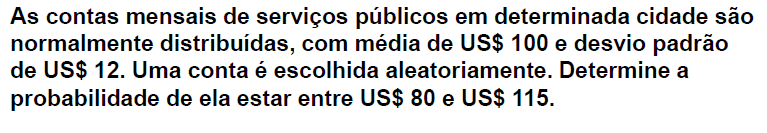 As contas mensais de serviços públicos em determinada cidade são
normalmente distribuídas, com média de US$ 100 e desvio padrão
de US$ 12. Uma conta é escolhida aleatoriamente. Determine a
probabilidade de ela estar entre US$ 80 e US$ 115.